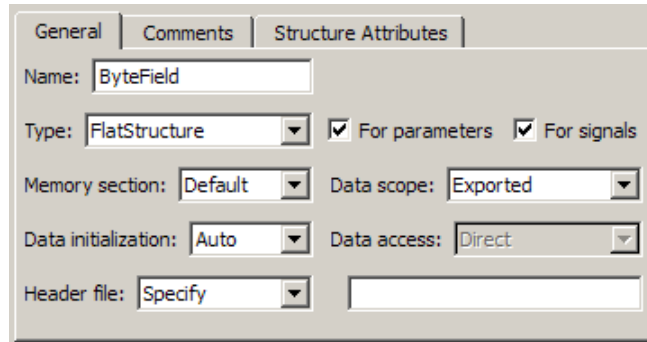 General Comments Structure Attributes
Name: ByteField
Type: FlatStructure For parameters For signals
Memory section: Default Data scope: Exported
Data initialization: Auto Data access: Direct
Header file: Specify